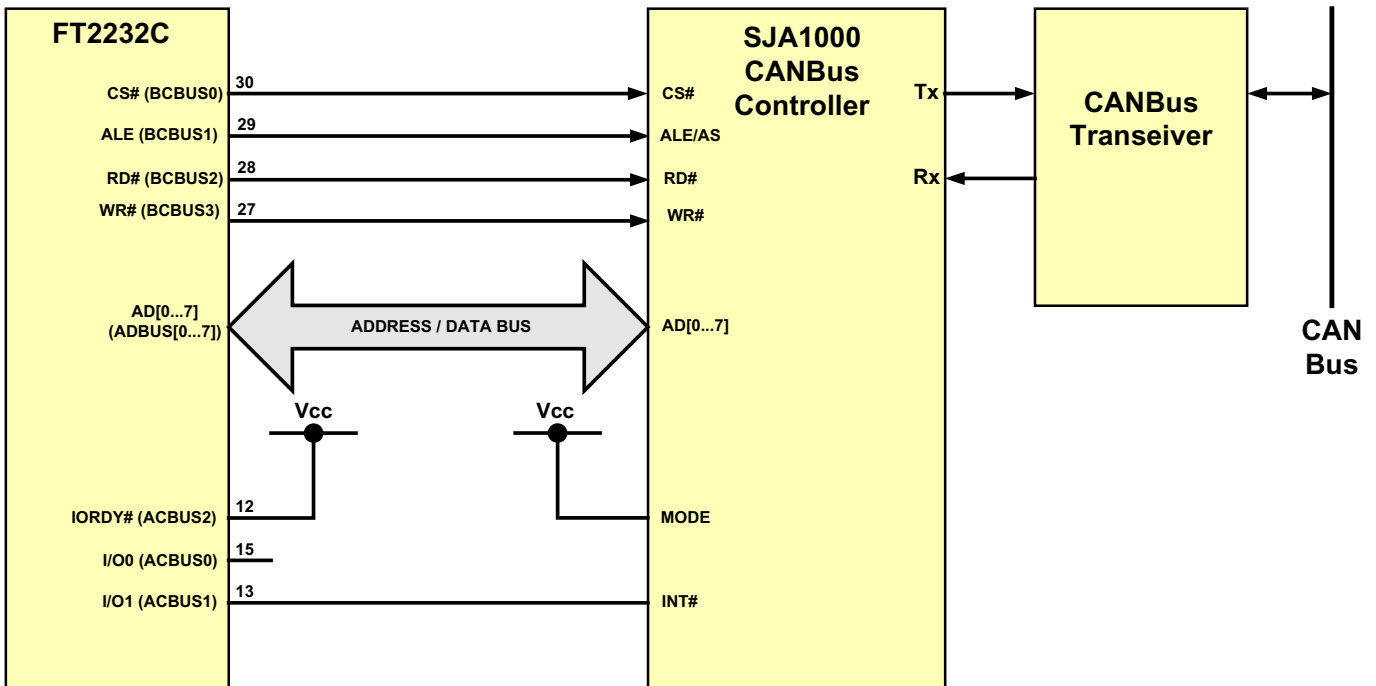 FT2232C
CS# (BCBUS0)
30
ALE (BCBUS1)
29
RD# (BCBUS2)
28
WR# (BCBUS3)
27
AD[0...7]
(ADBUS[0...7])
ADDRESS / DATA BUS
Vcc
Vcc
IORDY# (ACBUS2)
12
I/O0 (ACBUS0)
15
I/O1 (ACBUS1)
13
SJA1000
CANBus
Controller
CS#
ALE/AS
RD#
WR#
AD[0...7]
MODE
INT#
Tx
Rx
CANBus
Transeiver
CAN
Bus